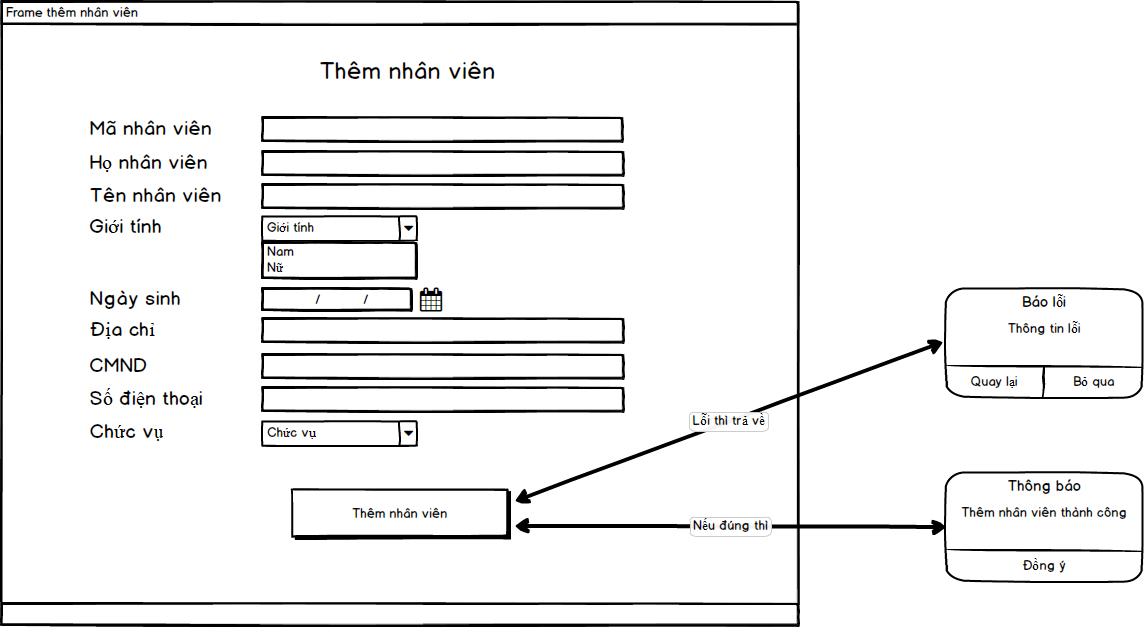 Frame thêm nhân viên
Thêm nhân viên
Mã nhân viên
Họ nhân viên
Tên nhân viên
Giới tính
Giới tính
Nam
Nữ
Ngày sinh
/ /
Địa chỉ
CMND
Số điện thoại
Chức vụ
Chức vụ
Thêm nhân viên
Lỗi thì trả về
Nếu đúng thì
Báo lỗi
Thông tin lỗi
Quay lại
Bỏ qua
Thông báo
Thêm nhân viên thành công
Đồng ý